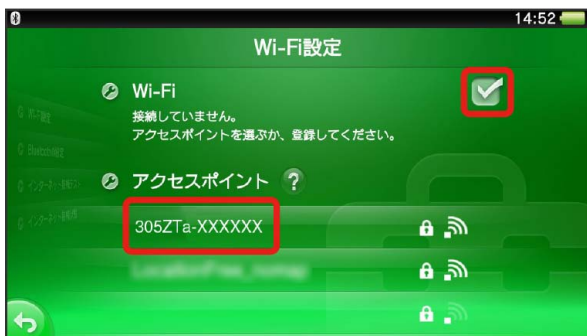 14:52
Wi-Fi設定
Wi-Fi
接続していません。
アクセスポイントを選ぶか、登録してください。
アクセスポイント ?
305ZTa-XXXXXX